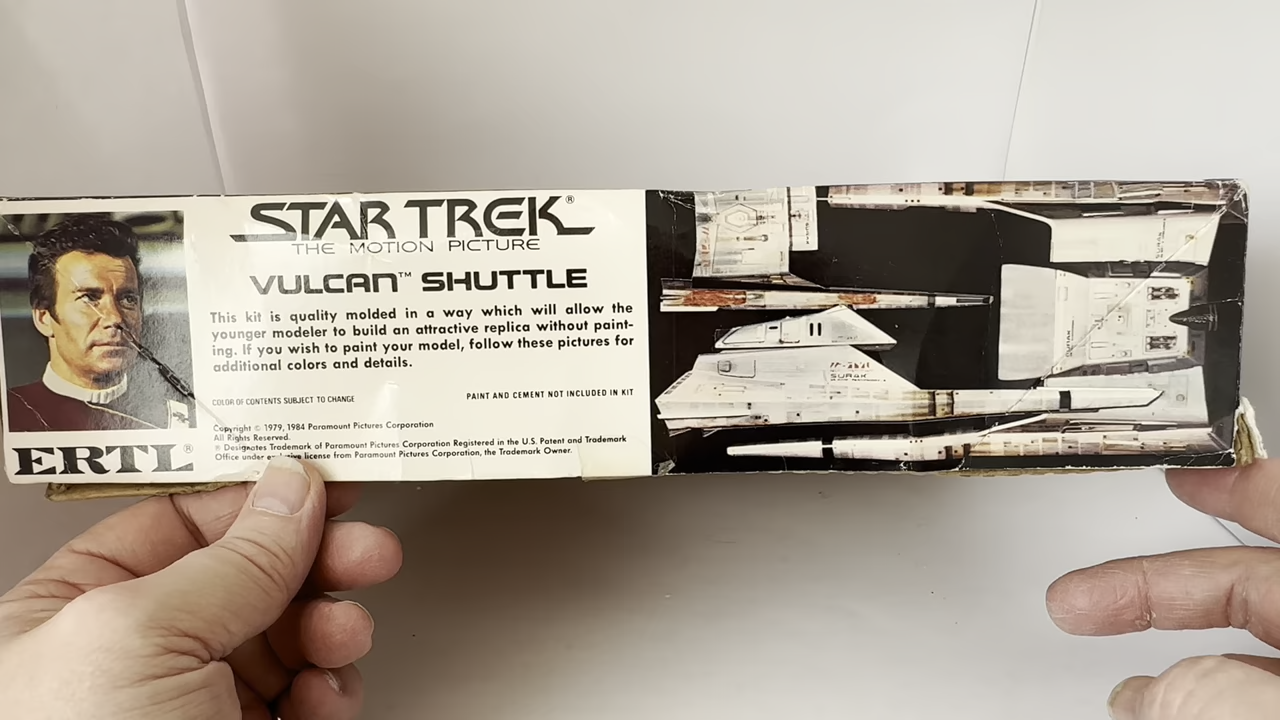 STAR TREK®
THE MOTION PICTURE
VULCAN™ SHUTTLE
This kit is quality molded in a way which will allow the
younger modeler to build an attractive replica without paint-
ing. If you wish to paint your model, follow these pictures for
additional colors and details.
COLOR OF CONTENTS SUBJECT TO CHANGE
PAINT AND CEMENT NOT INCLUDED IN KIT
Copyright © 1979, 1984 Paramount Pictures Corporation
All Rights Reserved.
® Designates Trademark of Paramount Pictures Corporation Registered in the U.S. Patent and Trademark
Office under license from Paramount Pictures Corporation, the Trademark Owner.
ERTL®
SURAK